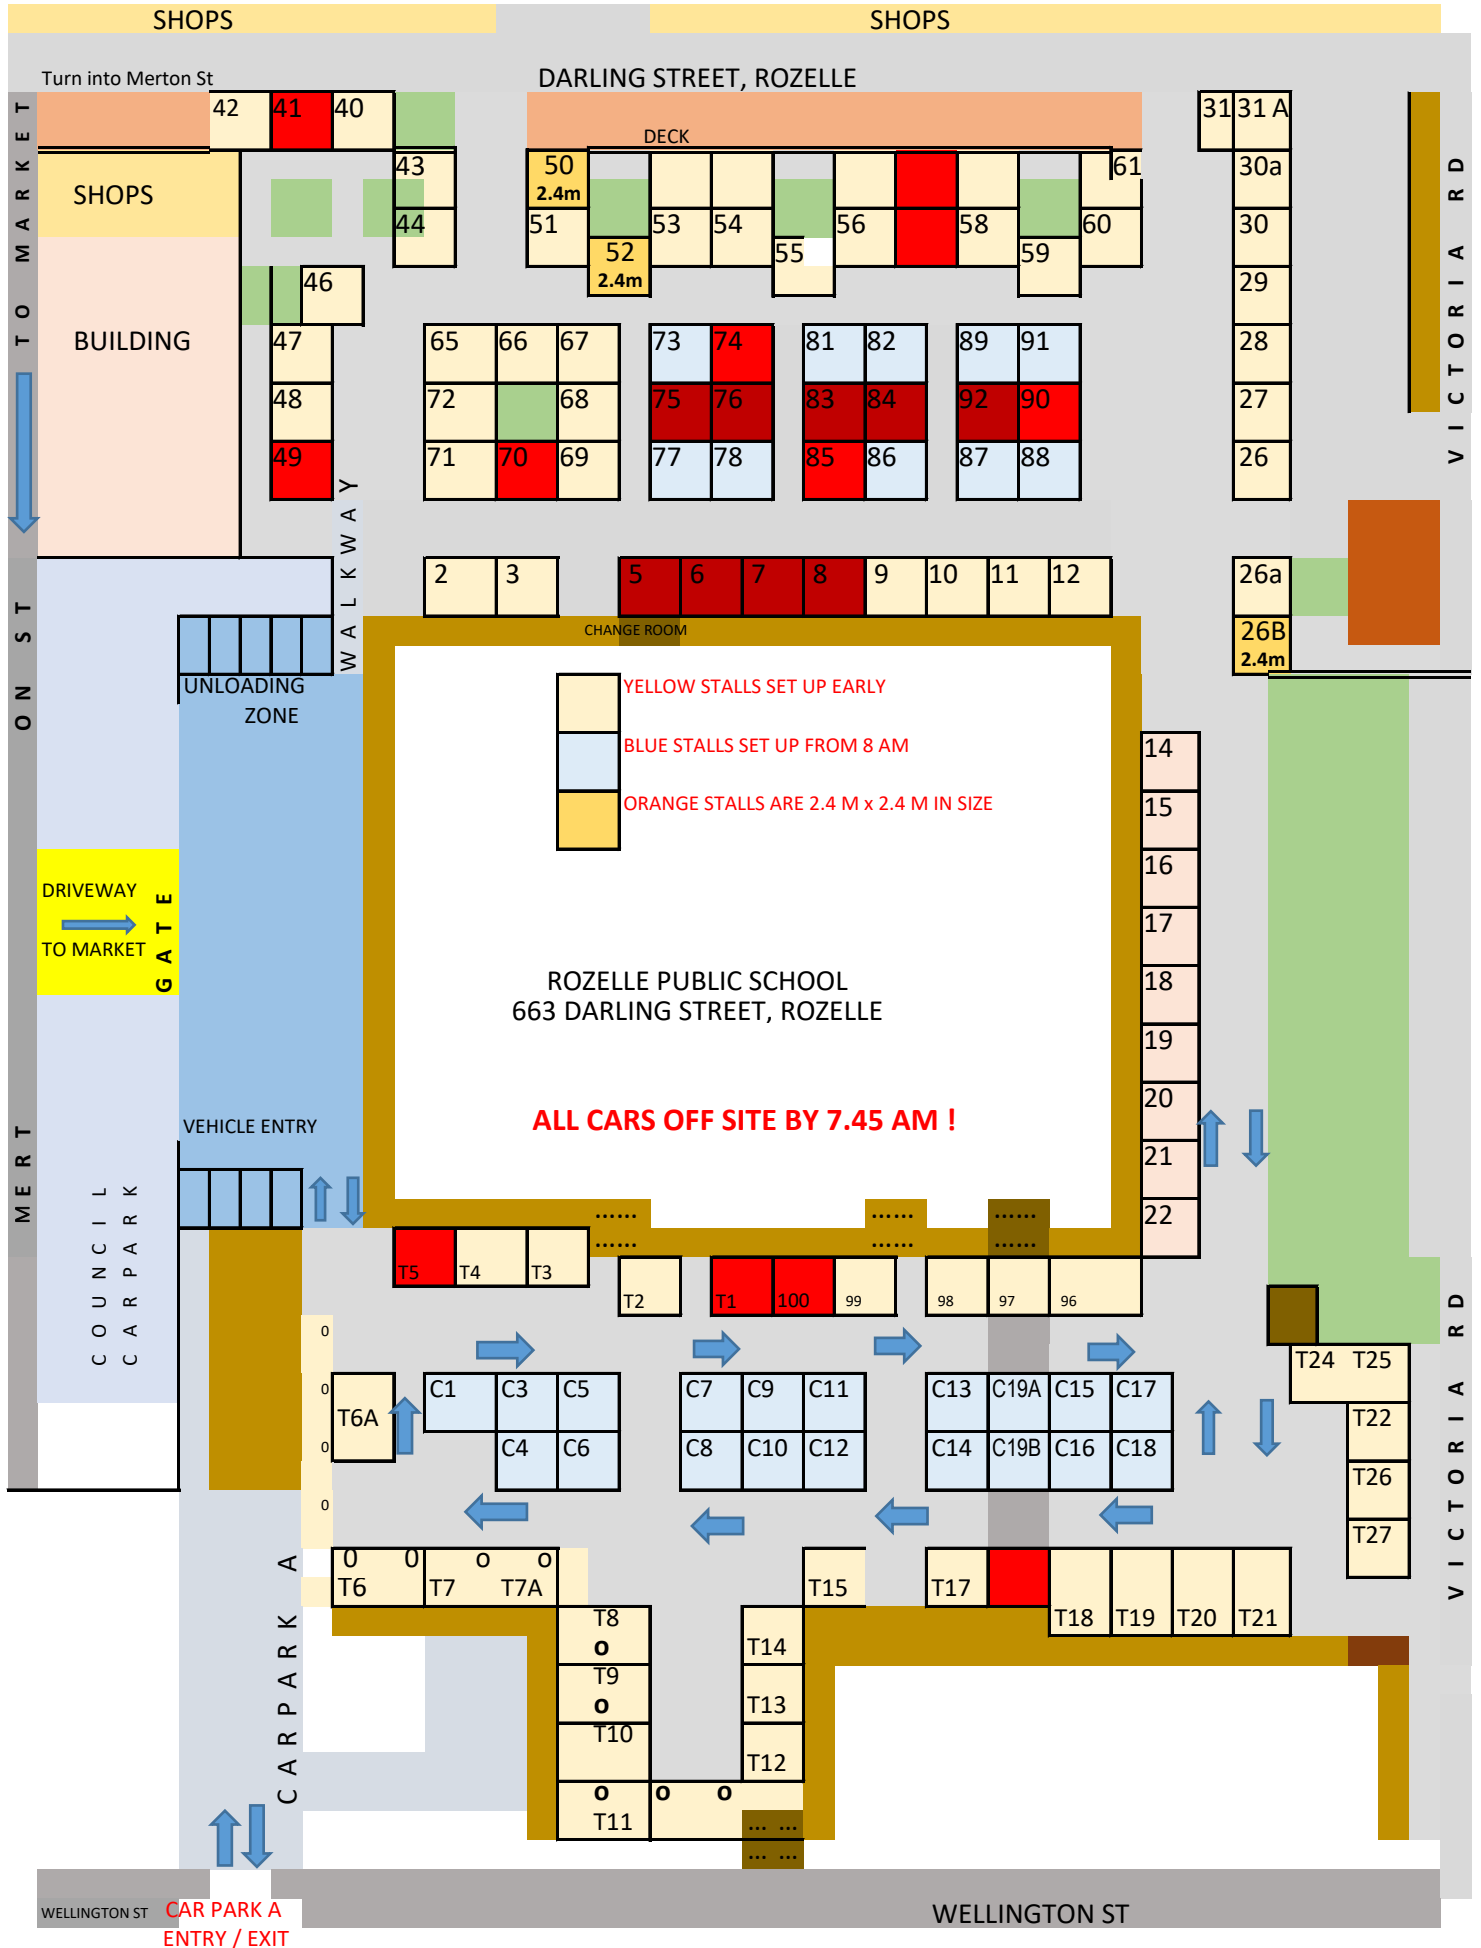 SHOPS SHOPS
Turn into Merton St DARLING STREET, ROZELLE
42 41 40 31 31 A
DECK
43 50 61 30a
2.4m
SHOPS
44 51 53 54 56 58 60 30
52 55 59
2.4m
46 29
BUILDING 47 65 66 67 73 74 81 82 89 91 28
48 72 68 75 76 83 84 92 90 27
49 71 70 69 77 78 85 86 87 88 26
WALKWAY
2 3 5 6 7 8 9 10 11 12 26a
CHANGE ROOM 26B
2.4m
UNLOADING
ZONE
YELLOW STALLS SET UP EARLY
BLUE STALLS SET UP FROM 8 AM
ORANGE STALLS ARE 2.4 M x 2.4 M IN SIZE
14
15
16
17
18
19
20
21
22
DRIVEWAY
TO MARKET
GATE
ROZELLE PUBLIC SCHOOL
663 DARLING STREET, ROZELLE
ALL CARS OFF SITE BY 7.45 AM !
VEHICLE ENTRY
MERT ON ST TO MARKET
COUNCIL
CARPARK
VICTORIA RD
VICTORIA RD
...... ...... ......
...... ...... ......
T5 T4 T3
T2 T1 100 99 98 97 96
0
0
0
0
T24 T25
T6A C1 C3 C5 C7 C9 C11 C13 C19A C15 C17
T22
C4 C6 C8 C10 C12 C14 C19B C16 C18
T26
T27
0 0 o o
T6 T7 T7A T15 T17
T8 T14 T18 T19 T20 T21
o
T9 T13
o
T10 T12
o o o
T11 ... ...
... ...
CARPARK A
WELLINGTON ST CAR PARK A WELLINGTON ST
ENTRY / EXIT